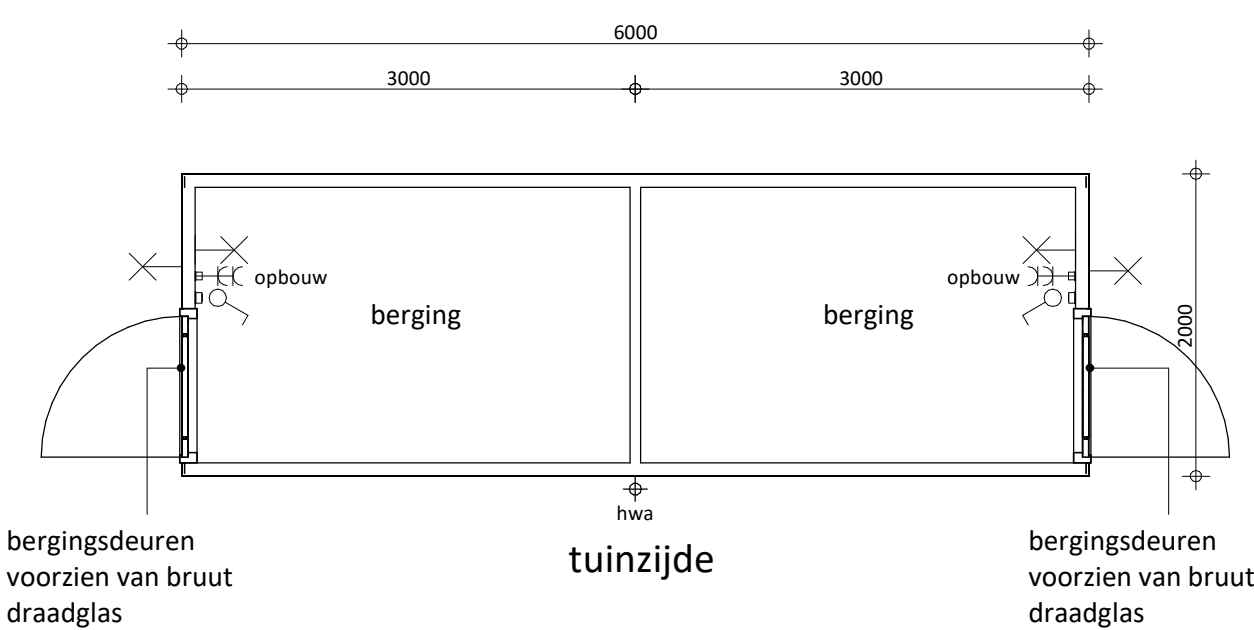 6000
3000
3000
opbouw
opbouw
berging
berging
2000
hwa
tuinzijde
bergingsdeuren
voorzien van bruut
draadglas
bergingsdeuren
voorzien van bruut
draadglas